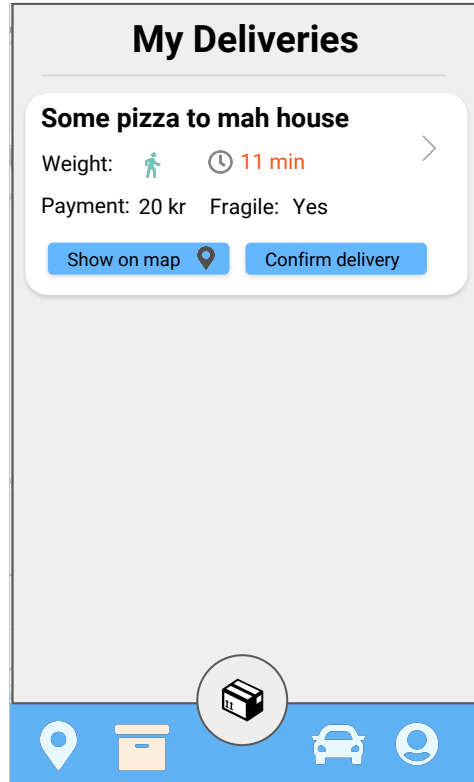 My Deliveries
Some pizza to mah house
Weight: 11 min
Payment: 20 kr Fragile: Yes
Show on map Confirm delivery